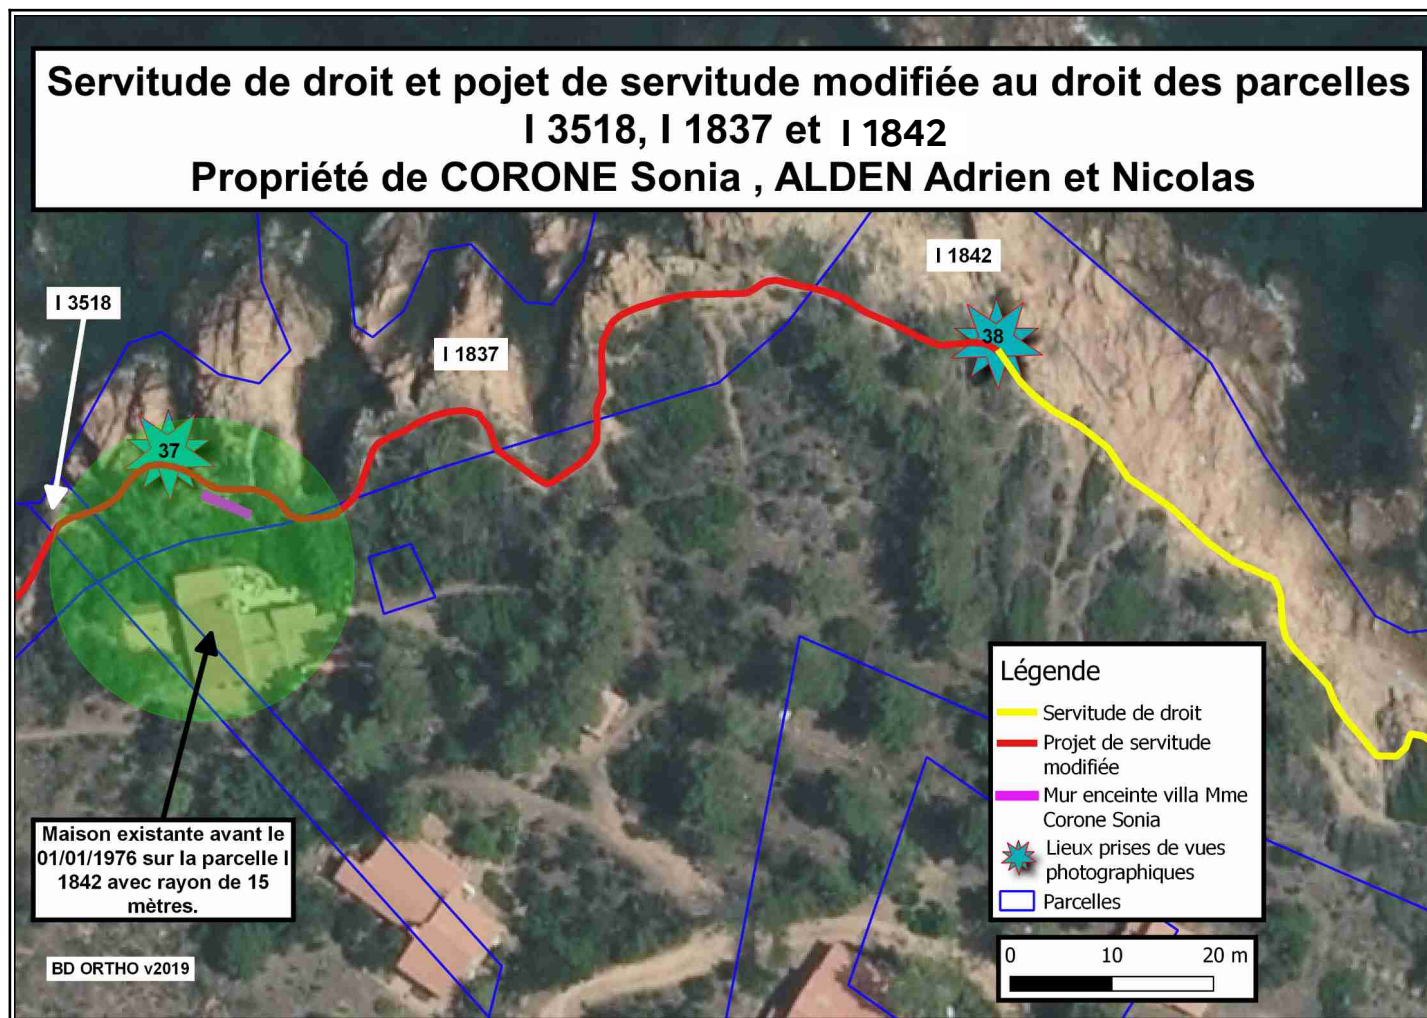 Servitude de droit et pojet de servitude modifiée au droit des parcelles
I 3518, I 1837 et I 1842
Propriété de CORONE Sonia , ALDEN Adrien et Nicolas
I 1842
I 3518
38
I 1837
37
Légende
Servitude de droit
Projet de servitude
modifiée
Mur enceinte villa Mme
Corone Sonia
Lieux prises de vues
photographiques
Parcelles
Maison existante avant le
01/01/1976 sur la parcelle I
1842 avec rayon de 15
mètres.
BD ORTHO v2019
0 10 20 m